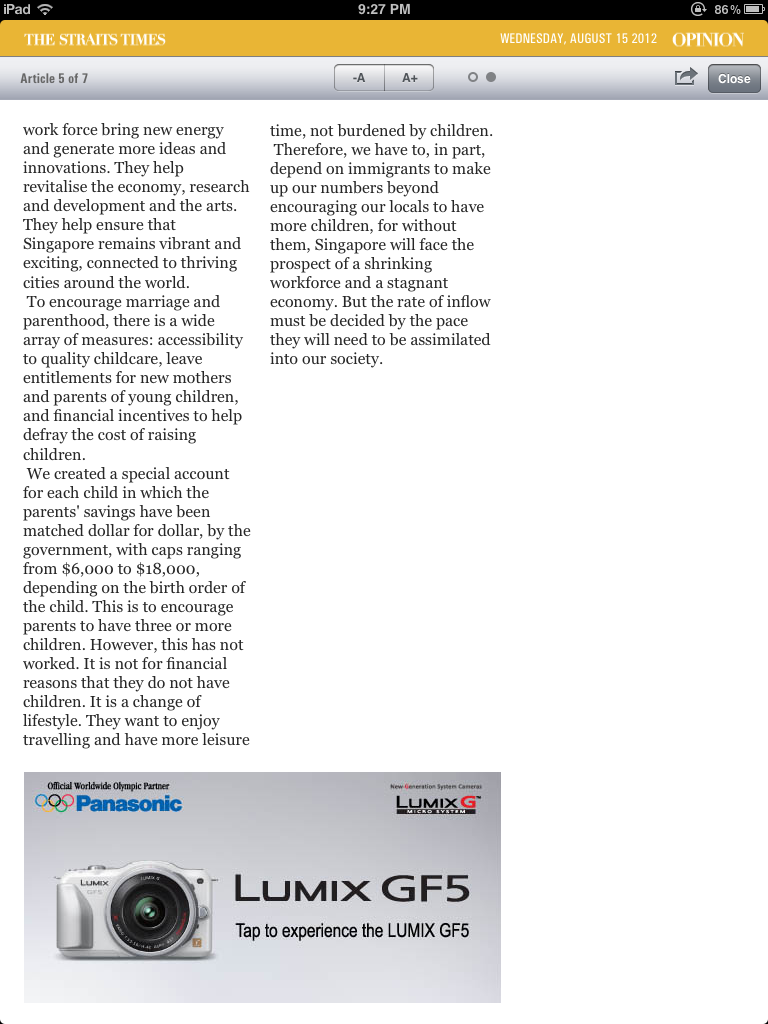 iPad 9:27 PM 86%
THE STRAITS TIMES WEDNESDAY, AUGUST 15 2012 OPINION
Article 5 of 7 -A A+ Close
work force bring new energy
and generate more ideas and
innovations. They help
revitalise the economy, research
and development and the arts.
They help ensure that
Singapore remains vibrant and
exciting, connected to thriving
cities around the world.
To encourage marriage and
parenthood, there is a wide
array of measures: accessibility
to quality childcare, leave
entitlements for new mothers
and parents of young children,
and financial incentives to help
defray the cost of raising
children.
We created a special account
for each child in which the
parents' savings have been
matched dollar for dollar, by the
government, with caps ranging
from $6,000 to $18,000,
depending on the birth order of
the child. This is to encourage
parents to have three or more
children. However, this has not
worked. It is not for financial
reasons that they do not have
children. It is a change of
lifestyle. They want to enjoy
travelling and have more leisure
time, not burdened by children.
Therefore, we have to, in part,
depend on immigrants to make
up our numbers beyond
encouraging our locals to have
more children, for without
them, Singapore will face the
prospect of a shrinking
workforce and a stagnant
economy. But the rate of inflow
must be decided by the pace
they will need to be assimilated
into our society.
Official Worldwide Olympic Partner
Panasonic
New-Generation System Cameras
LUMIX G™
MICRO SYSTEM
LUMIX
GF5
LUMIX GF5
Tap to experience the LUMIX GF5